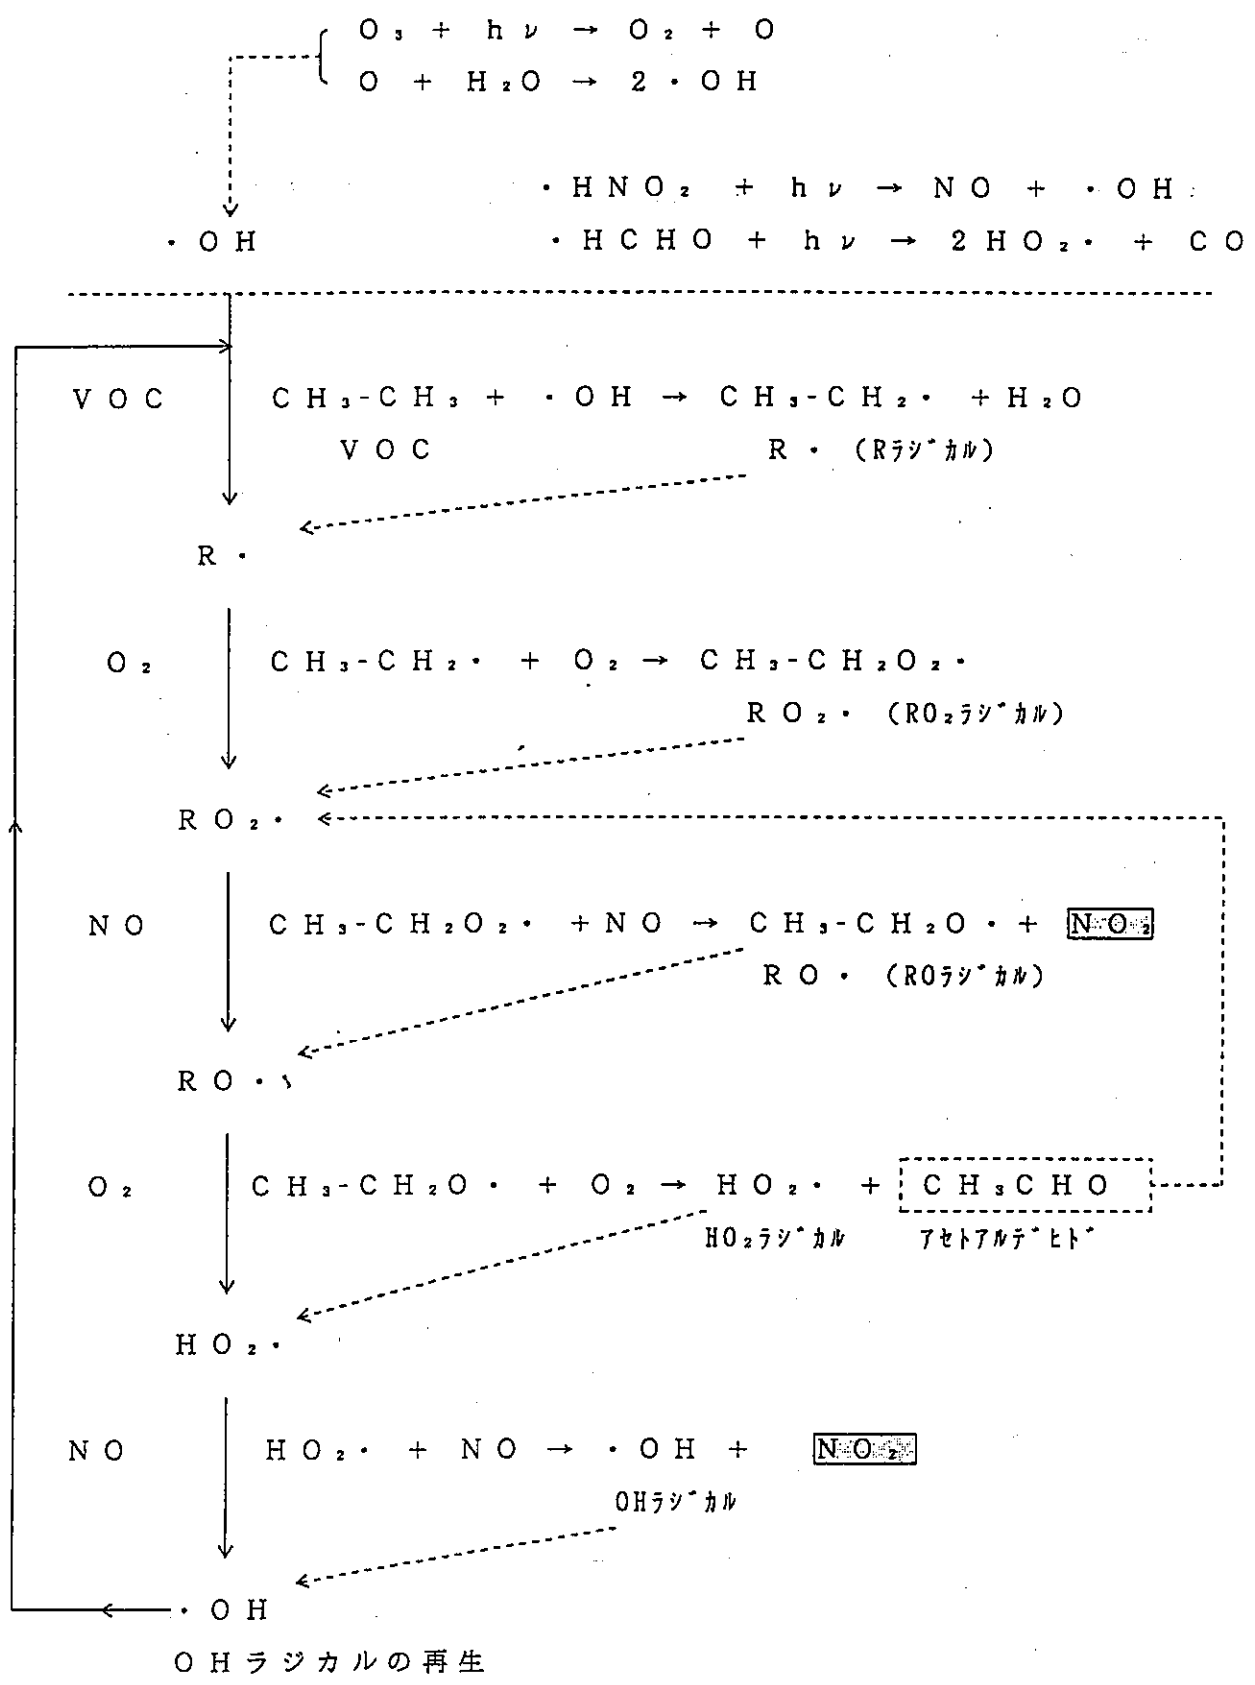 O₃ + hν → O₂ + O
O + H₂O → 2・OH
・HNO₂ + hν → NO + ・OH
・OH
・HCHO + hν → 2HO₂・ + CO
VOC
CH₃-CH₃ + ・OH → CH₃-CH₂・ + H₂O
VOC
R・ (Rラジカル)
R・
O₂
CH₃-CH₂・ + O₂ → CH₃-CH₂O₂・
RO₂・ (RO₂ラジカル)
RO₂・
NO
CH₃-CH₂O₂・ + NO → CH₃-CH₂O・ + NO₂
RO・ (ROラジカル)
RO・
O₂
CH₃-CH₂O・ + O₂ → HO₂・ + CH₃CHO
HO₂ラジカル アセトアルデヒド
HO₂・
NO
HO₂・ + NO → ・OH + NO₂
OHラジカル
・OH
OHラジカルの再生